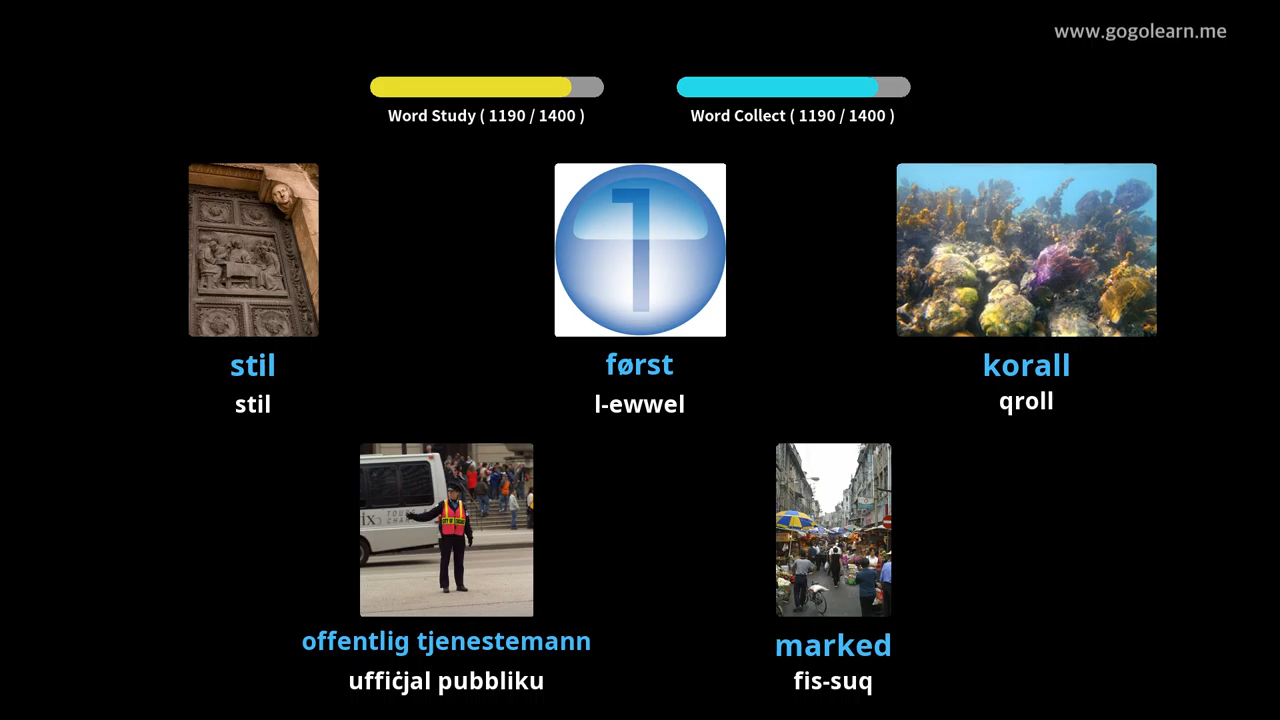 www.gogolearn.me
Word Study ( 1190 / 1400 )
Word Collect ( 1190 / 1400 )
1
stil
stil
først
l-ewwel
korall
qroll
offentlig tjenestemann
uffiċjal pubbliku
marked
fis-suq